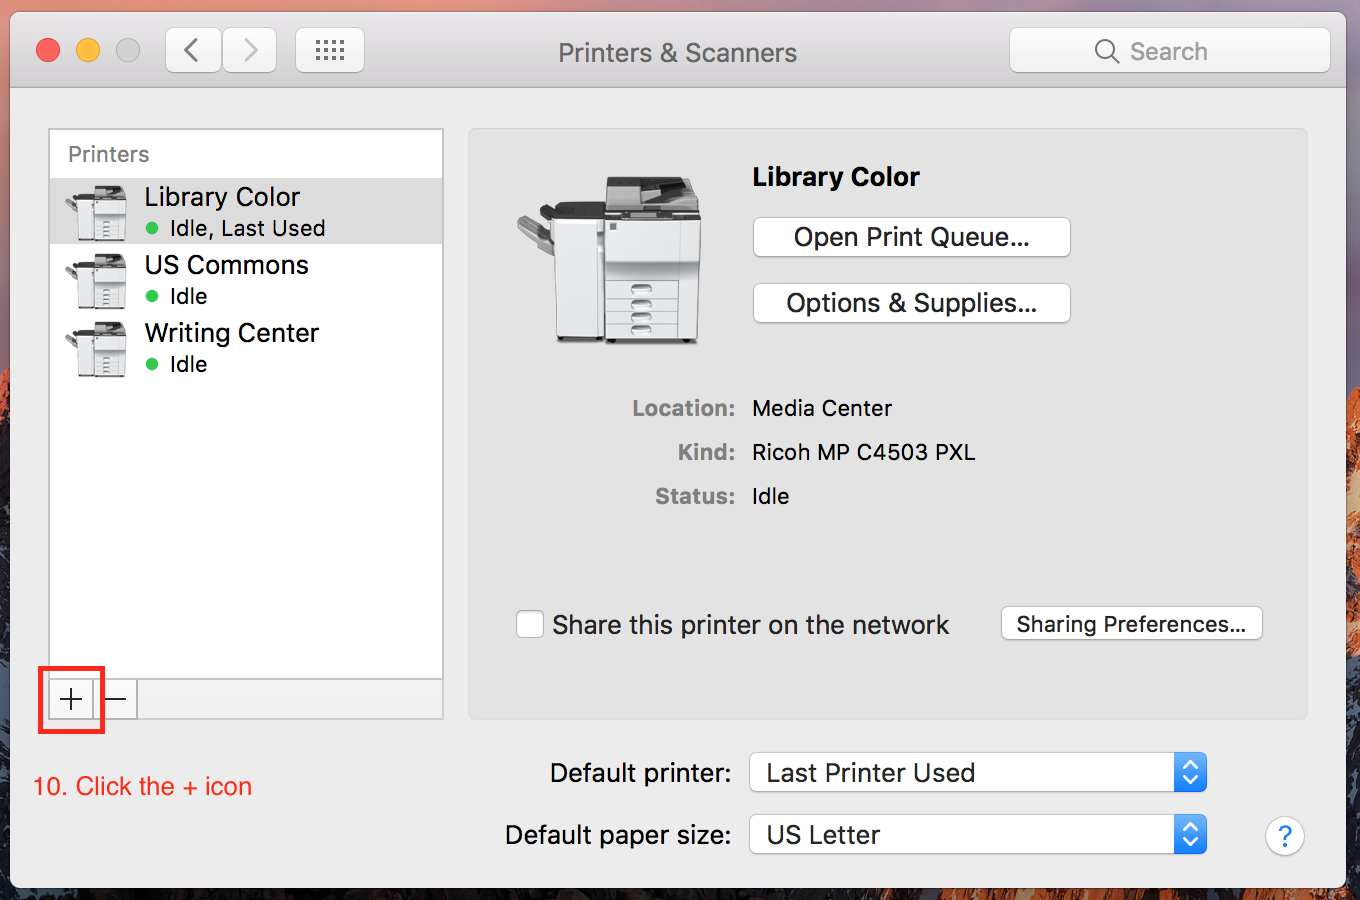 Printers & Scanners
Search
Printers
Library Color
Idle, Last Used
US Commons
Idle
Writing Center
Idle
Library Color
Open Print Queue...
Options & Supplies...
Location: Media Center
Kind: Ricoh MP C4503 PXL
Status: Idle
Share this printer on the network
Sharing Preferences...
+ −
10. Click the + icon
Default printer: Last Printer Used
Default paper size: US Letter
?